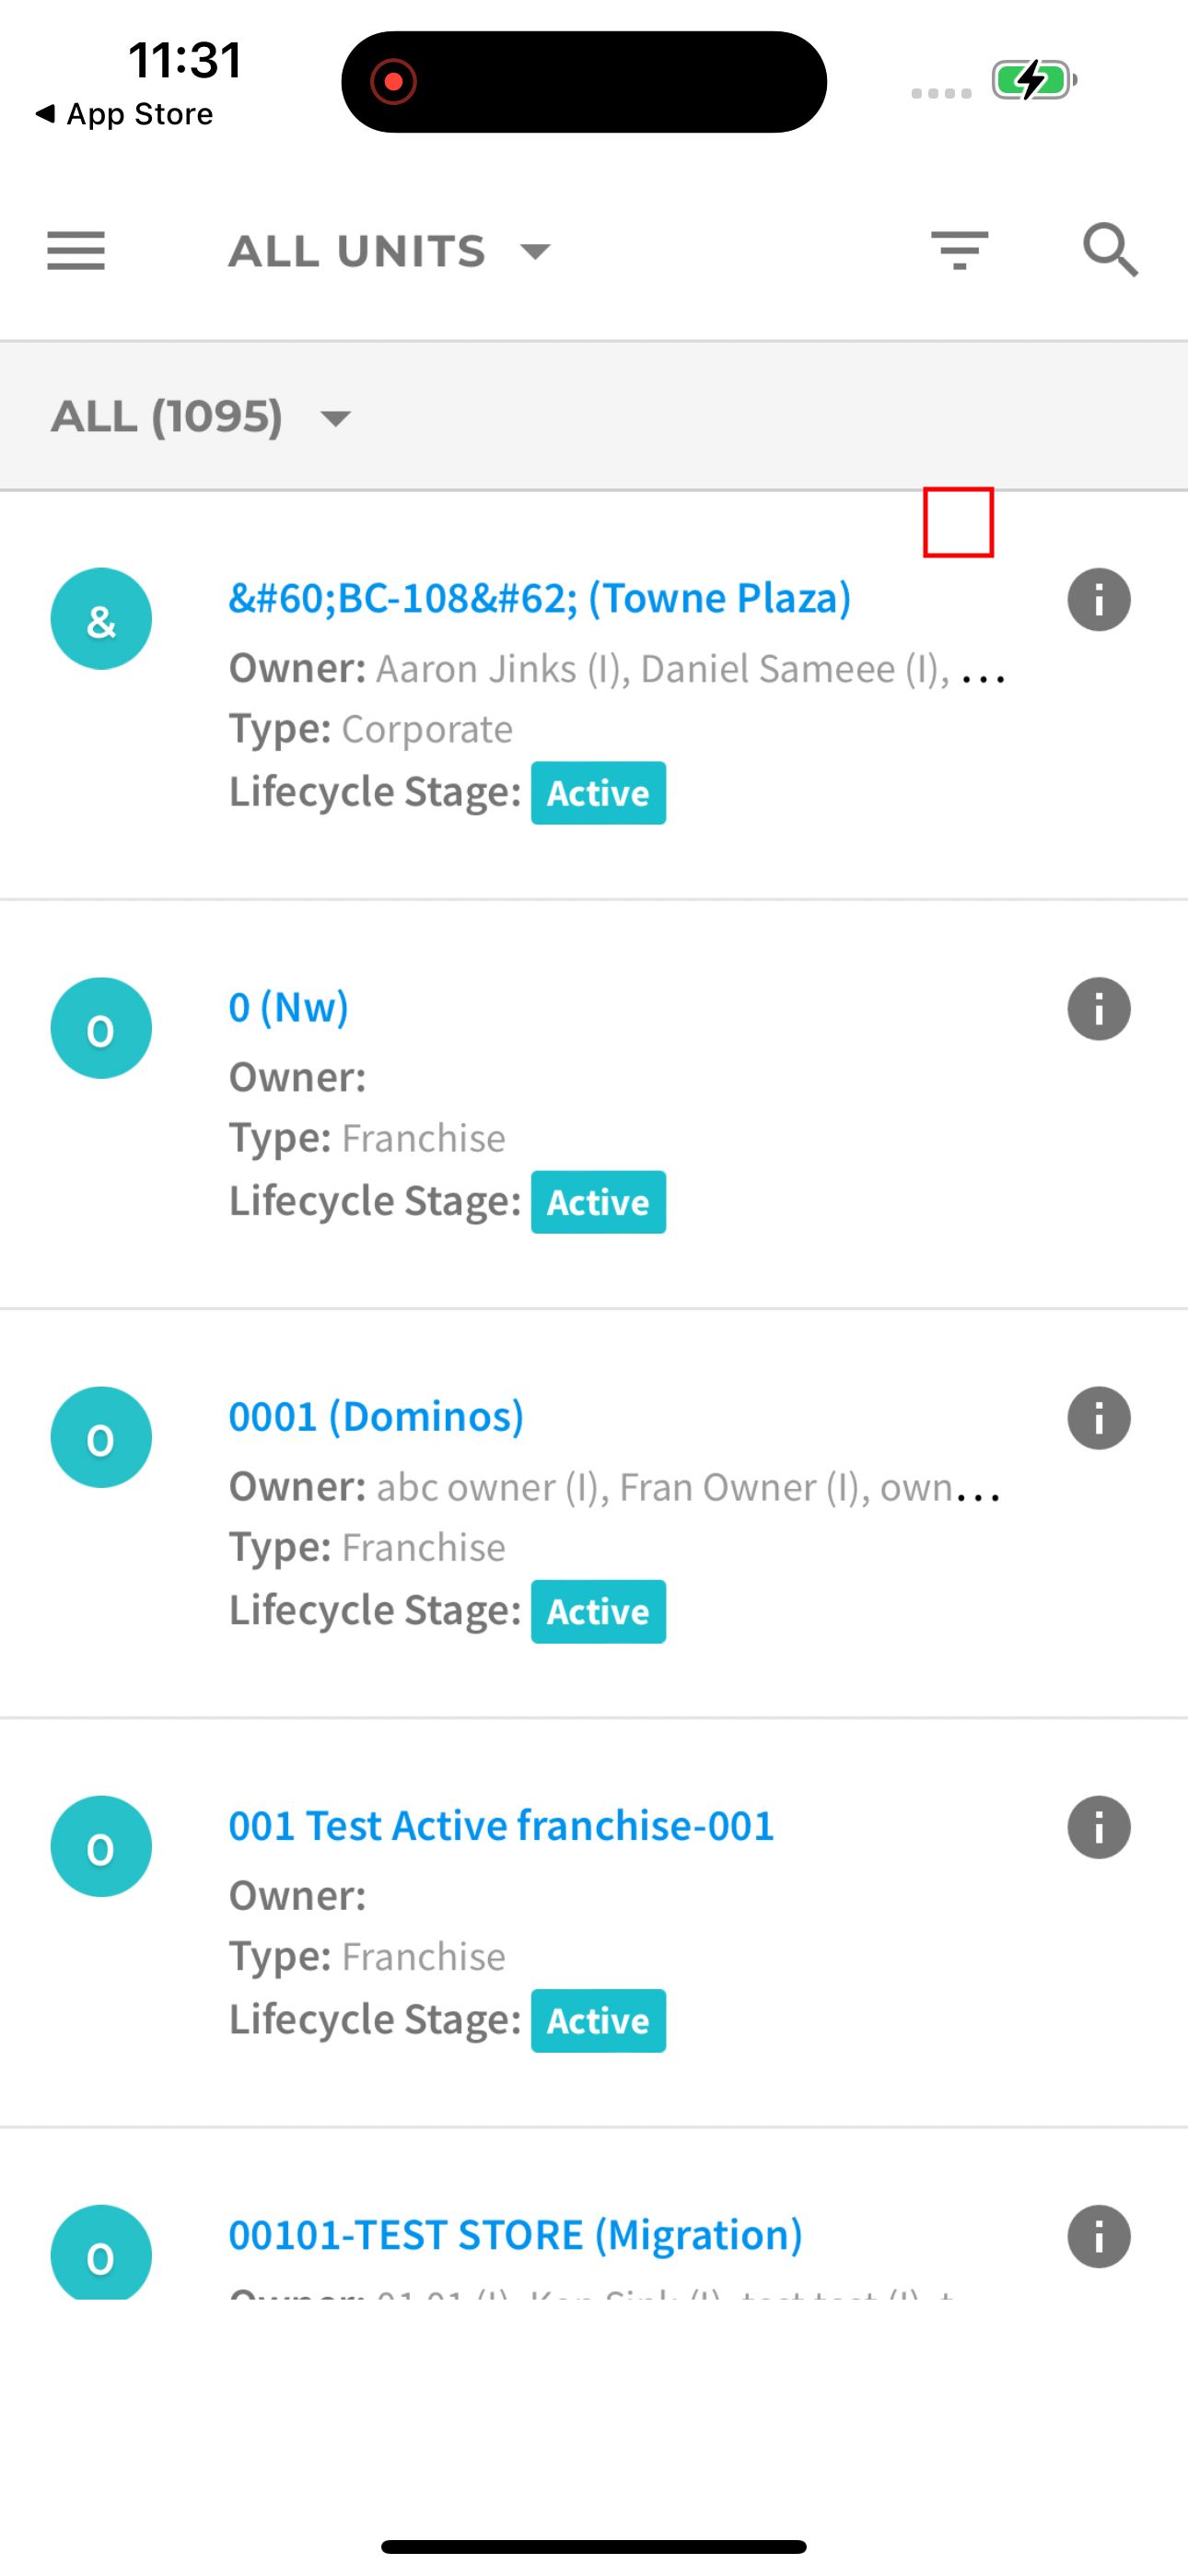 11:31
◀ App Store
ALL UNITS
ALL (1095)
& &#60;BC-108&#62; (Towne Plaza)
Owner: Aaron Jinks (I), Daniel Sameee (I), ...
Type: Corporate
Lifecycle Stage: Active
0 0 (Nw)
Owner:
Type: Franchise
Lifecycle Stage: Active
0 0001 (Dominos)
Owner: abc owner (I), Fran Owner (I), own...
Type: Franchise
Lifecycle Stage: Active
0 001 Test Active franchise-001
Owner:
Type: Franchise
Lifecycle Stage: Active
0 00101-TEST STORE (Migration)
Owner: